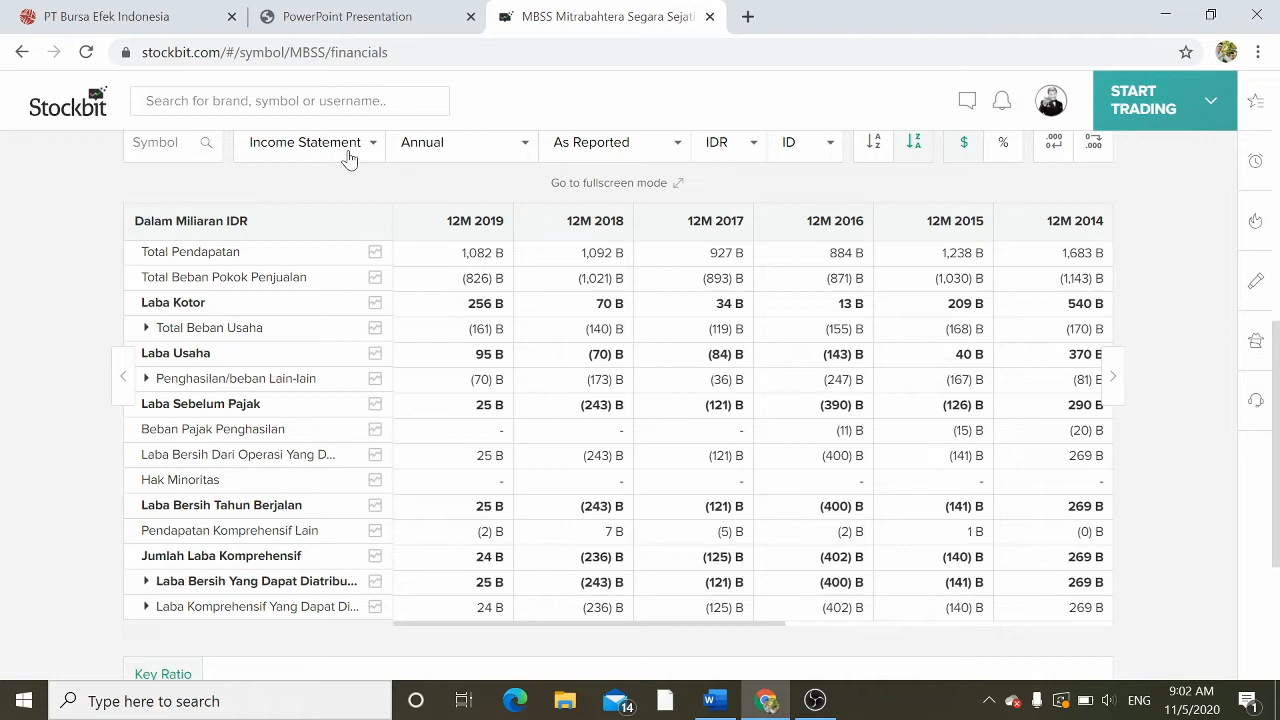 PT Bursa Efek Indonesia
PowerPoint Presentation
MBSS Mitrabahtera Segara Sejati
stockbit.com/#/symbol/MBSS/financials
Stockbit
Search for brand, symbol or username..
START TRADING
Symbol Income Statement Annual As Reported IDR ID A Z Z A $ % .000 0 0 .000
Go to fullscreen mode
Dalam Miliaran IDR 12M 2019 12M 2018 12M 2017 12M 2016 12M 2015 12M 2014
Total Pendapatan 1,082 B 1,092 B 927 B 884 B 1,238 B 1,683 B
Total Beban Pokok Penjualan (826) B (1,021) B (893) B (871) B (1,030) B (1,143) B
Laba Kotor 256 B 70 B 34 B 13 B 209 B 540 B
Total Beban Usaha (161) B (140) B (119) B (155) B (168) B (170) B
Laba Usaha 95 B (70) B (84) B (143) B 40 B 370 B
Penghasilan/beban Lain-lain (70) B (173) B (36) B (247) B (167) B (81) B
Laba Sebelum Pajak 25 B (243) B (121) B (390) B (126) B 290 B
Beban Pajak Penghasilan - - - (11) B (15) B (20) B
Laba Bersih Dari Operasi Yang D... 25 B (243) B (121) B (400) B (141) B 269 B
Hak Minoritas - - - - - -
Laba Bersih Tahun Berjalan 25 B (243) B (121) B (400) B (141) B 269 B
Pendapatan Komprehensif Lain (2) B 7 B (5) B (2) B 1 B (0) B
Jumlah Laba Komprehensif 24 B (236) B (125) B (402) B (140) B 269 B
Laba Bersih Yang Dapat Diatribu... 25 B (243) B (121) B (400) B (141) B 269 B
Laba Komprehensif Yang Dapat Di... 24 B (236) B (125) B (402) B (140) B 269 B
Key Ratio
Type here to search
14
ENG
9:02 AM
11/5/2020
1